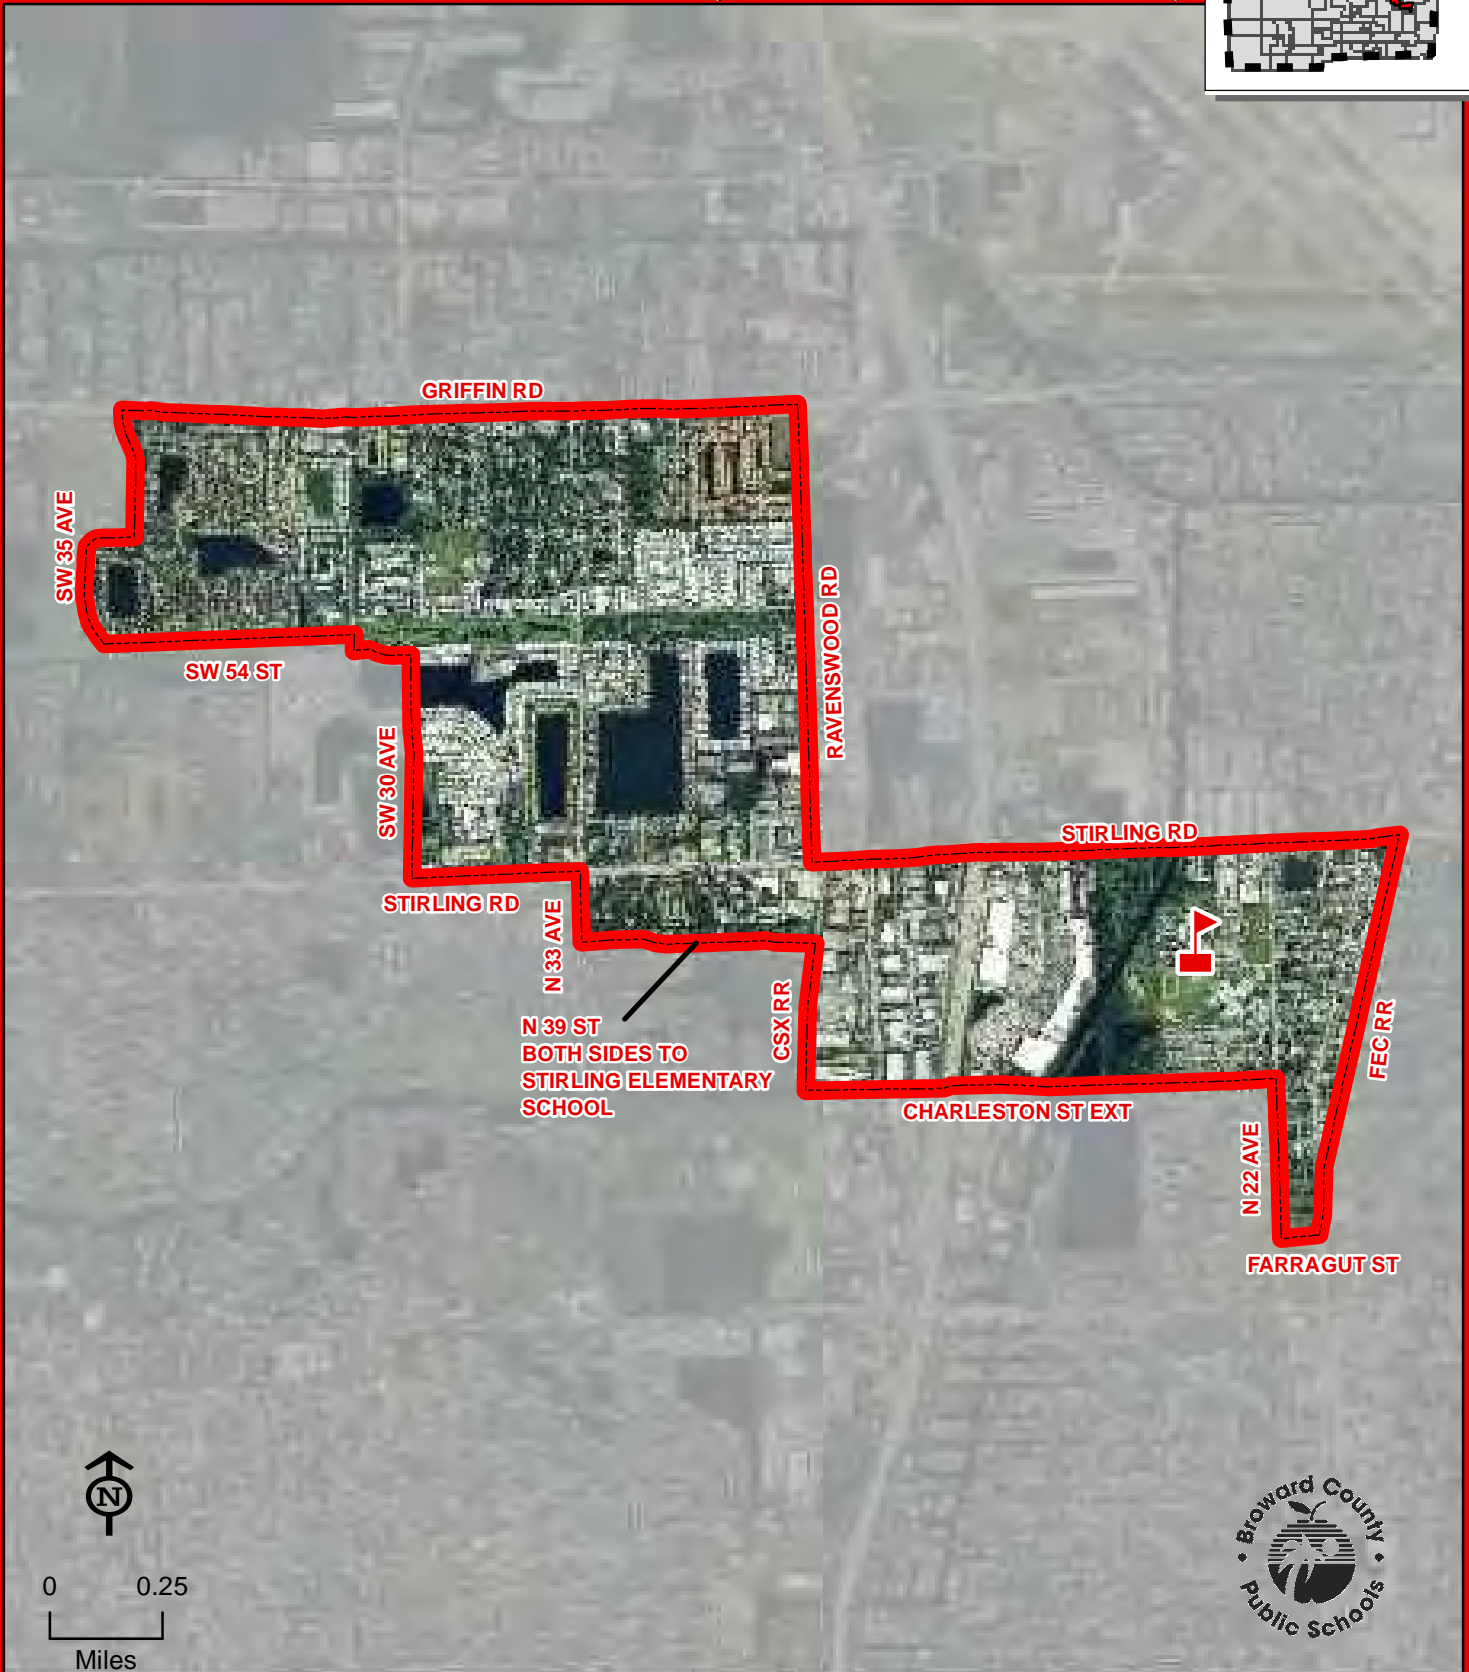 GRIFFIN RD
SW 35 AVE
RAVENSWOOD RD
SW 54 ST
SW 30 AVE
STIRLING RD
STIRLING RD
N 33 AVE
CSX RR
N 39 ST
BOTH SIDES TO
STIRLING ELEMENTARY
SCHOOL
FEC RR
CHARLESTON ST EXT
N 22 AVE
FARRAGUT ST
N
0 0.25
Miles
Broward County
Public Schools